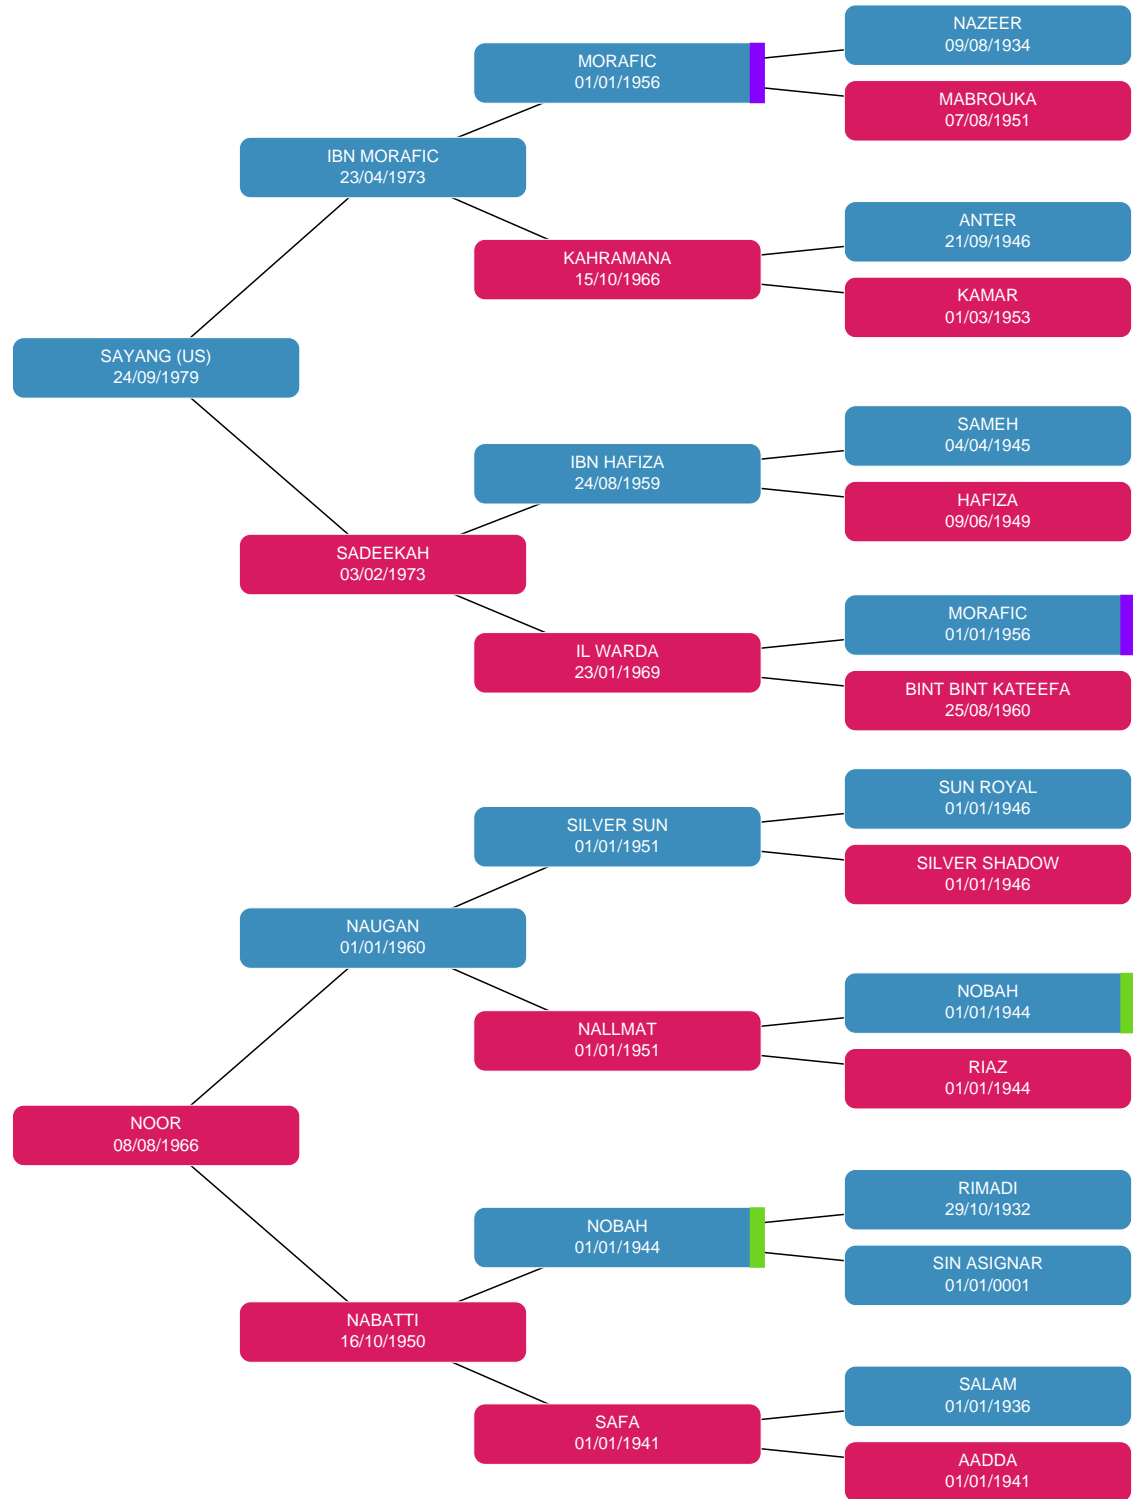 NAZEER
09/08/1934
MORAFIC
01/01/1956
MABROUKA
07/08/1951
IBN MORAFIC
23/04/1973
ANTER
21/09/1946
KAHRAMANA
15/10/1966
KAMAR
01/03/1953
SAYANG (US)
24/09/1979
SAMEH
04/04/1945
IBN HAFIZA
24/08/1959
HAFIZA
09/06/1949
SADEEKAH
03/02/1973
MORAFIC
01/01/1956
IL WARDA
23/01/1969
BINT BINT KATEEFA
25/08/1960
SUN ROYAL
01/01/1946
SILVER SUN
01/01/1951
SILVER SHADOW
01/01/1946
NAUGAN
01/01/1960
NOBAH
01/01/1944
NALLMAT
01/01/1951
RIAZ
01/01/1944
NOOR
08/08/1966
RIMADI
29/10/1932
NOBAH
01/01/1944
SIN ASIGNAR
01/01/0001
NABATTI
16/10/1950
SALAM
01/01/1936
SAFA
01/01/1941
AADDA
01/01/1941